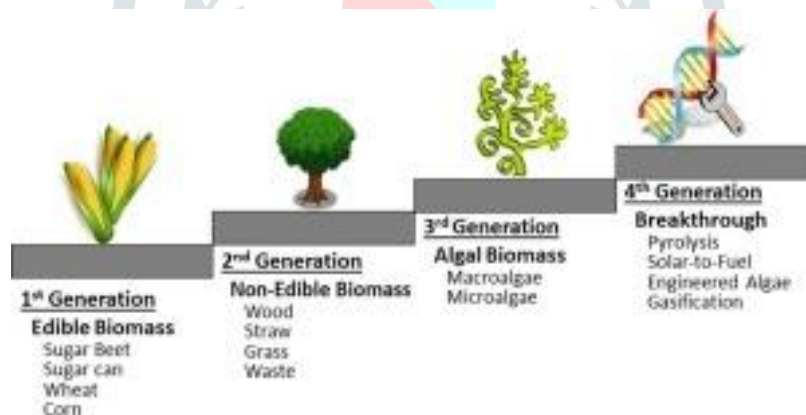 1st Generation
Edible Biomass
Sugar Beet
Sugar can
Wheat
Corn
2nd Generation
Non-Edible Biomass
Wood
Straw
Grass
Waste
3rd Generation
Algal Biomass
Macroalgae
Microalgae
4th Generation
Breakthrough
Pyrolysis
Solar-to-Fuel
Engineered Algae
Gasification